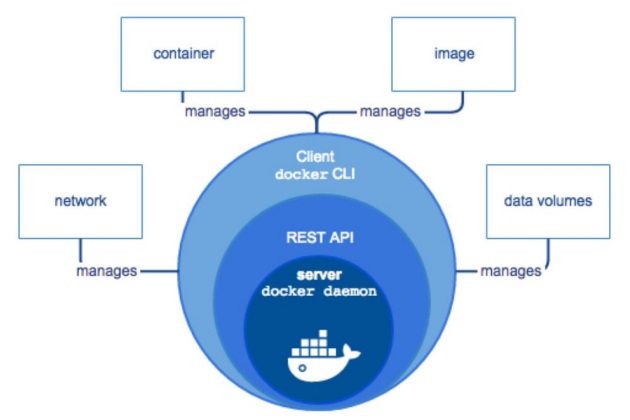 container
image
manages
manages
Client
docker CLI
network
data volumes
REST API
manages
server
manages
docker daemon